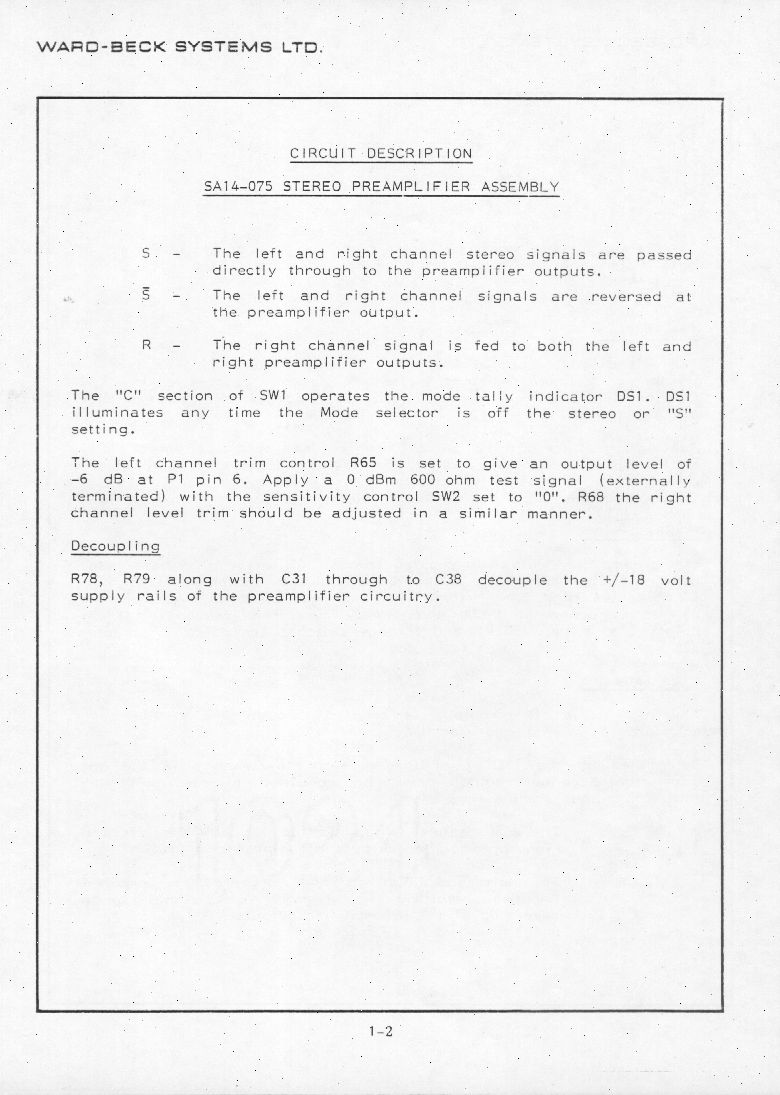 WARD-BECK SYSTEMS LTD.
CIRCUIT DESCRIPTION
SA14-075 STEREO PREAMPLIFIER ASSEMBLY
S - The left and right channel stereo signals are passed
directly through to the preamplifier outputs.
S̅ - The left and right channel signals are reversed at
the preamplifier output.
R - The right channel signal is fed to both the left and
right preamplifier outputs.
The "C" section of SW1 operates the mode tally indicator DS1. DS1
illuminates any time the Mode selector is off the stereo or "S"
setting.
The left channel trim control R65 is set to give an output level of
-6 dB at P1 pin 6. Apply a 0 dBm 600 ohm test signal (externally
terminated) with the sensitivity control SW2 set to "0". R68 the right
channel level trim should be adjusted in a similar manner.
Decoupling
R78, R79 along with C31 through to C38 decouple the +/-18 volt
supply rails of the preamplifier circuitry.
1-2